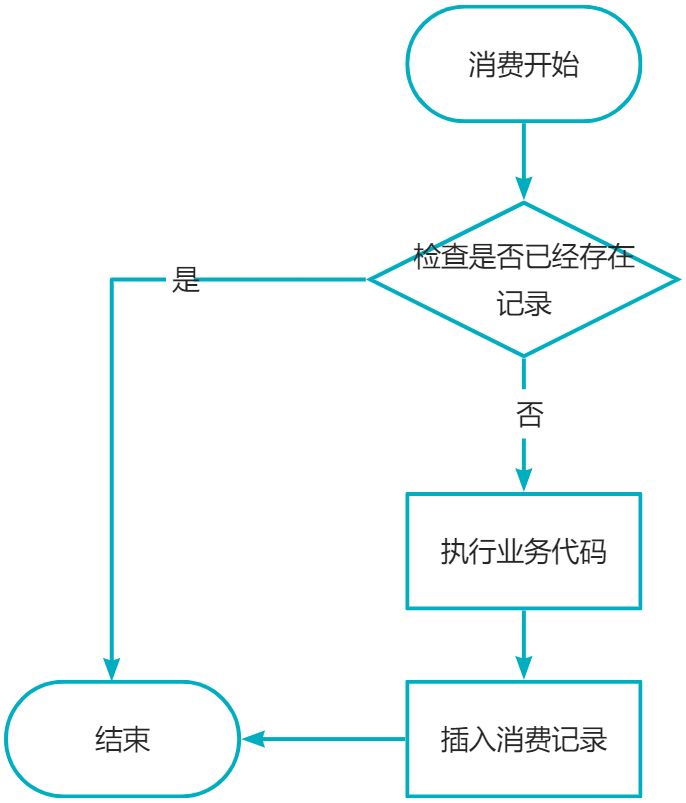 消费开始
检查是否已经存在
记录
是
否
执行业务代码
结束
插入消费记录